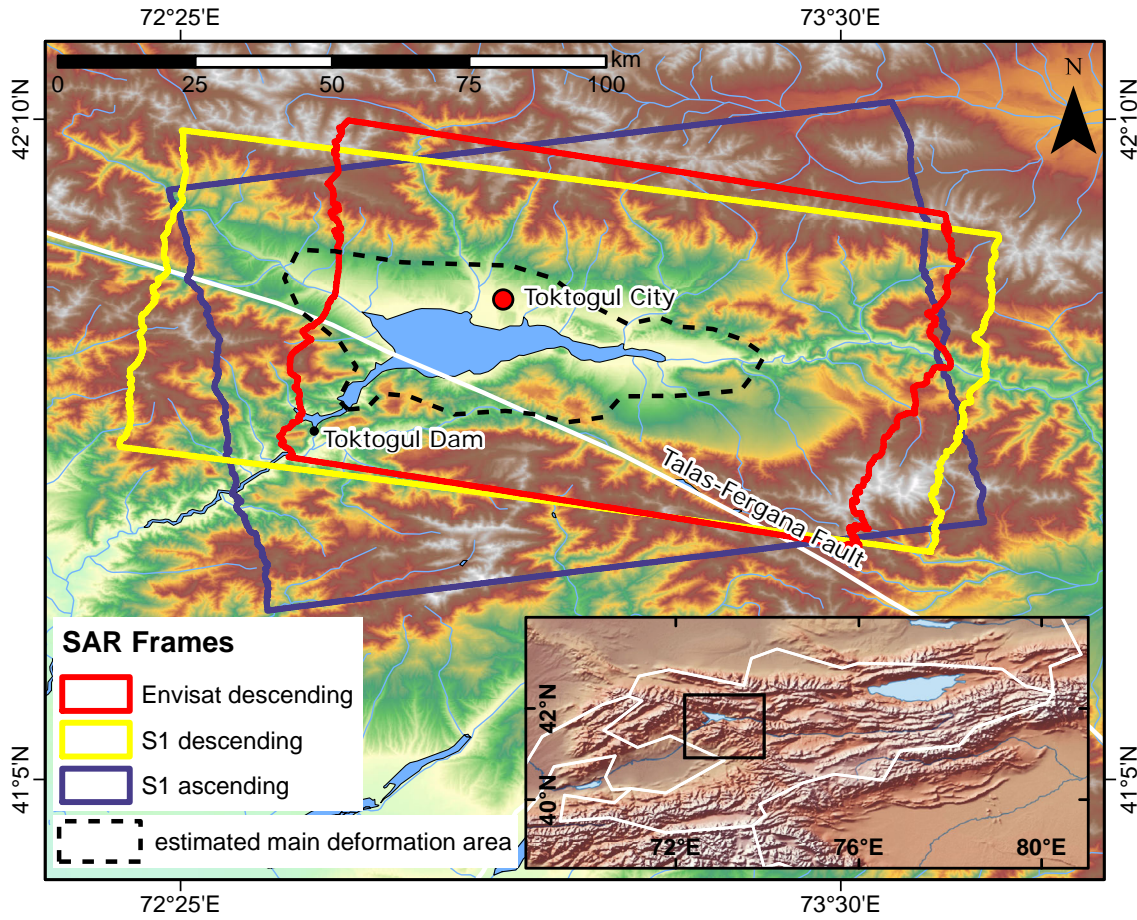 72°25'E
73°30'E
km
0
25
50
75
100
N
42°10'N
42°10'N
Toktogul City
Toktogul Dam
Talas-Fergana Fault
SAR Frames
Envisat descending
S1 descending
S1 ascending
estimated main deformation area
42°N
40°N
72°E
76°E
80°E
41°5'N
41°5'N
72°25'E
73°30'E